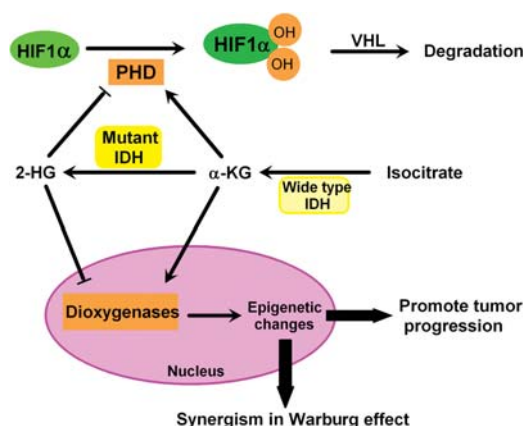 HIF1α
HIF1α
OH
OH
VHL
Degradation
PHD
Mutant
IDH
2-HG
α-KG
Isocitrate
Wide type
IDH
Dioxygenases
Epigenetic
changes
Promote tumor
progression
Nucleus
Synergism in Warburg effect